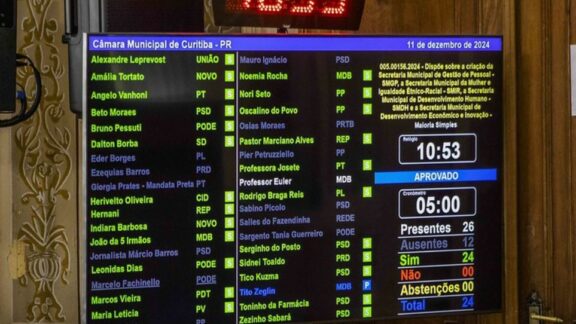 Câmara Municipal de Curitiba - PR
11 de dezembro de 2024
Alexandre Leprevost UNIÃO S
Amália Tortato NOVO S
Angelo Vanhoni PT S
Beto Moraes PSD S
Bruno Pessuti PODE S
Dalton Borba SD S
Eder Borges PL
Ezequias Barros PRD
Giorgia Prates - Mandata Preta PT
Herivelto Oliveira CID S
Hernani REP S
Indiara Barbosa NOVO S
João da 5 Irmãos MDB S
Jornalista Márcio Barros PSD
Leonidas Dias PODE S
Marcelo Fachinello PODE
Marcos Vieira PDT S
Maria Leticia PV S
Mauro Ignácio PSD
Noemia Rocha MDB S
Nori Seto PP S
Oscalino do Povo PP S
Osias Moraes PRTB
Pastor Marciano Alves REP S
Pier Petruzziello PP
Professora Josete PT S
Professor Euler MDB
Rodrigo Braga Reis PL S
Sabino Picolo PSD
Salles do Fazendinha REDE
Sargento Tania Guerreiro PODE
Serginho do Posto PSD S
Sidnei Toaldo PRD S
Tico Kuzma PSD S
Tito Zeglin MDB P
Toninho da Farmácia PSD S
Zezinho Sabará PSD S
005.00156.2024 - Dispõe sobre a criação da
Secretaria Municipal de Gestão de Pessoal -
SMGP, a Secretaria Municipal da Mulher e
Igualdade Étnico-Racial - SMIR, a Secretaria
Municipal de Desenvolvimento Humano -
SMDH e a Secretaria Municipal de
Desenvolvimento Econômico e Inovação -
Maioria Simples
Relógio
10:53
APROVADO
Cronômetro
05:00
Presentes 26
Ausentes 12
Sim 24
Não 00
Abstenções 00
Total 24